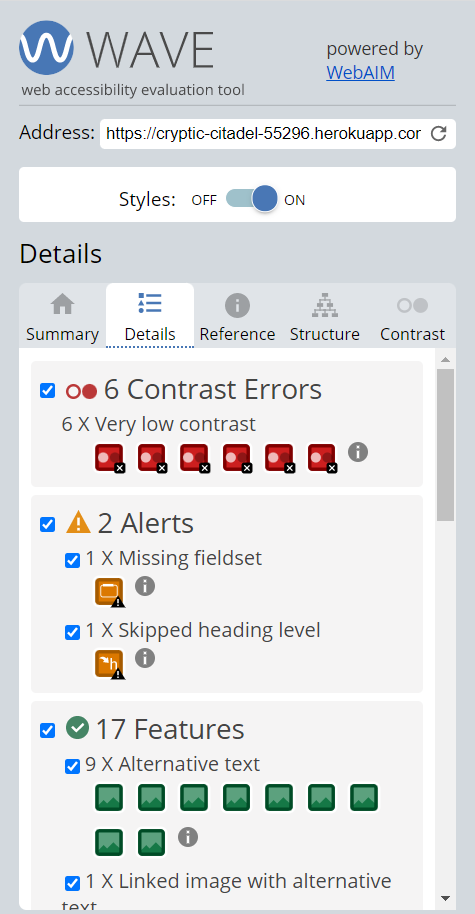 WAVE
powered by
WebAIM
web accessibility evaluation tool
Address: https://cryptic-citadel-55296.herokuapp.cor
Styles: OFF ON
Details
Summary Details Reference Structure Contrast
6 Contrast Errors
6 X Very low contrast
2 Alerts
1 X Missing fieldset
1 X Skipped heading level
h
17 Features
9 X Alternative text
1 X Linked image with alternative
text